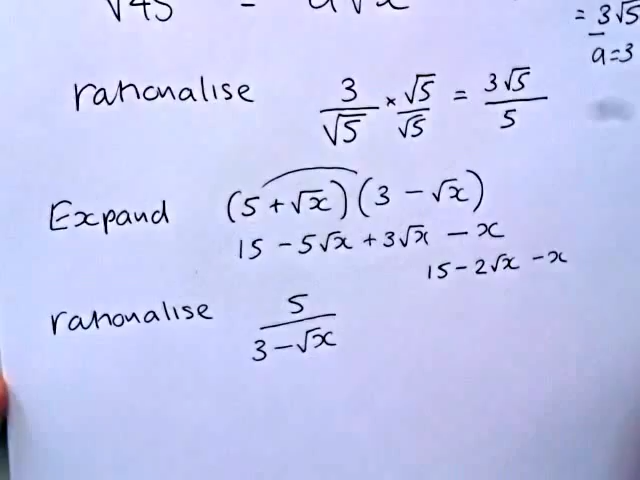 √45 = a√x
= 3√5
a=3
rationalise 3/√5 × √5/√5 = 3√5/5
Expand (5 + √x)(3 − √x)
15 − 5√x + 3√x − x
15 − 2√x − x
rationalise 5/(3 − √x)